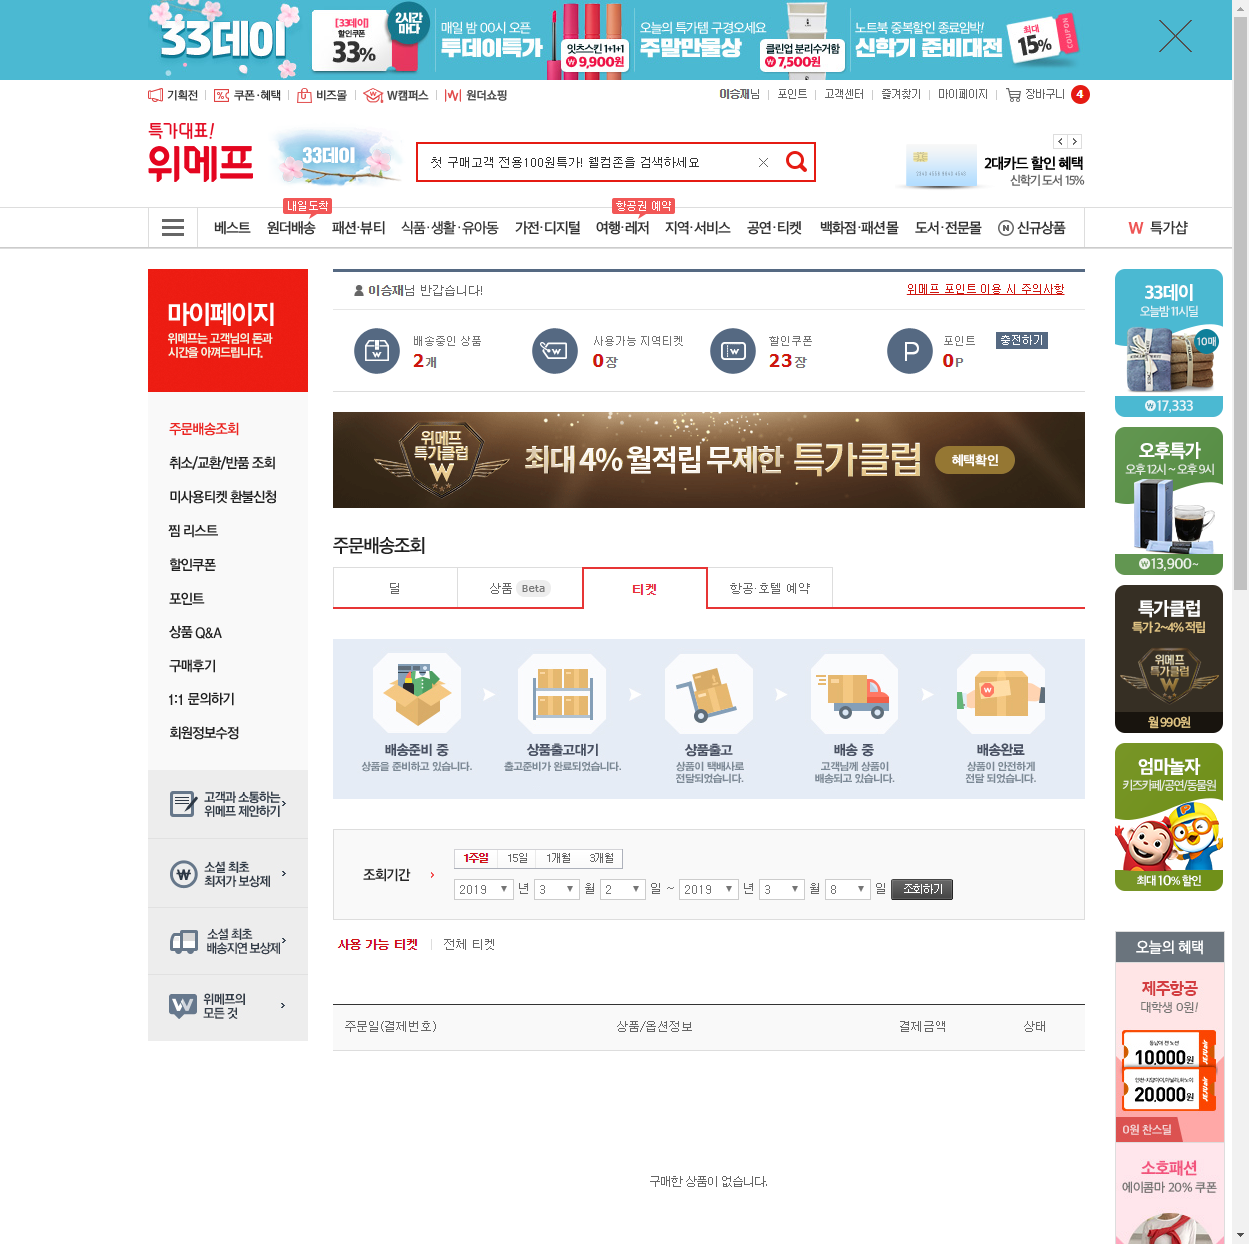 33데이
[33데이]
할인쿠폰
33%
2시간
마다
매일 밤 00시 오픈
투데이특가
잇츠스킨 1+1+1
9,900원
오늘의 특가템 구경오세요
주말만물상
클린업 분리수거함
7,500원
노트북 중복할인 종료임박!
신학기 준비대전
최대
15%
COUPON
기획전
쿠폰·혜택
비즈몰
W캠퍼스
원더쇼핑
이승재님
포인트
고객센터
즐겨찾기
마이페이지
장바구니
4
특가대표!
위메프
33데이
첫 구매고객 전용100원특가! 웰컴존을 검색하세요
2대카드 할인 혜택
신학기 도서 15%
내일도착
항공권 예약
베스트
원더배송
패션·뷰티
식품·생활·유아동
가전·디지털
여행·레저
지역·서비스
공연·티켓
백화점·패션몰
도서·전문몰
N 신규상품
W 특가샵
마이페이지
위메프는 고객님의 돈과
시간을 아껴드립니다.
주문배송조회
취소/교환/반품 조회
미사용티켓 환불신청
찜 리스트
할인쿠폰
포인트
상품 Q&A
구매후기
1:1 문의하기
회원정보수정
고객과 소통하는
위메프 제안하기
소셜 최초
최저가 보상제
소셜 최초
배송지연 보상제
위메프의
모든 것
이승재님 반갑습니다!
위메프 포인트 이용 시 주의사항
배송중인 상품
2개
사용가능 지역티켓
0장
할인쿠폰
23장
P
포인트
0P
충전하기
위메프
특가클럽
W
최대 4% 월적립 무제한 특가클럽
혜택확인
주문배송조회
딜
상품 Beta
티켓
항공·호텔 예약
배송준비 중
상품을 준비하고 있습니다.
상품출고대기
출고준비가 완료되었습니다.
상품출고
상품이 택배사로
전달되었습니다.
배송 중
고객님께 상품이
배송되고 있습니다.
배송완료
상품이 안전하게
전달 되었습니다.
조회기간
1주일
15일
1개월
3개월
2019 년 3 월 2 일 ~ 2019 년 3 월 8 일 조회하기
사용 가능 티켓
전체 티켓
주문일(결제번호)
상품/옵션정보
결제금액
상태
구매한 상품이 없습니다.
33데이
오늘밤 11시딜
10매
17,333
오후특가
오후 12시 ~ 오후 9시
13,900~
특가클럽
특가 2~4% 적립
위메프
특가클럽
W
월 990원
엄마놀자
키즈카페/공연/동물원
최대 10% 할인
오늘의 혜택
제주항공
대학생 0원!
10,000원
20,000원
0원 찬스딜
소호패션
에이콤마 20% 쿠폰